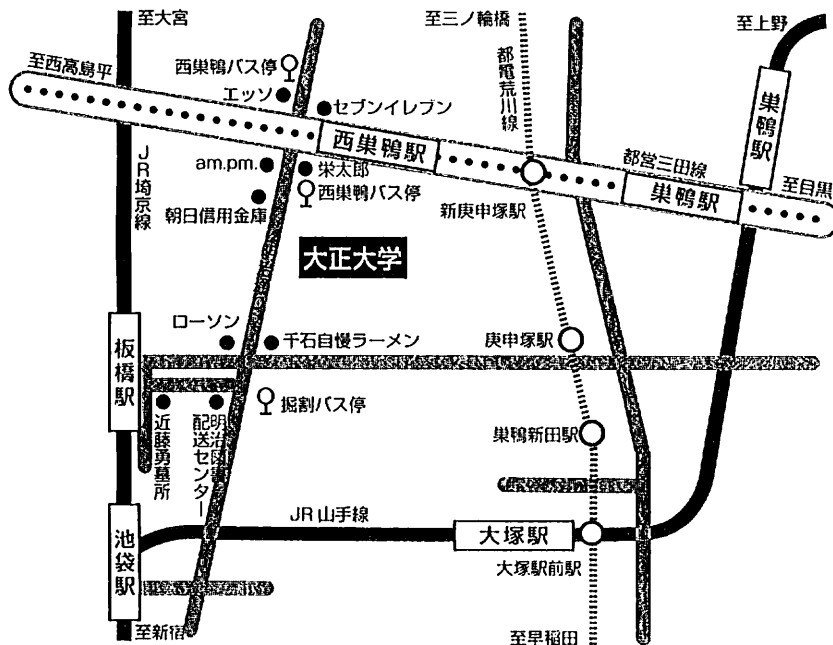 至大宮
至三ノ輪橋
至上野
西巣鴨バス停
至西高島平
エッソ
セブンイレブン
都電荒川線
巣鴨駅
西巣鴨駅
都営三田線
JR埼京線
am.pm.
栄太郎
西巣鴨バス停
巣鴨駅
至目黒
朝日信用金庫
新庚申塚駅
大正大学
ローソン
千石自慢ラーメン
庚申塚駅
板橋駅
掘割バス停
近藤勇墓所
明治図書
配送センター
巣鴨新田駅
JR山手線
大塚駅
池袋駅
大塚駅前駅
至新宿
至早稲田